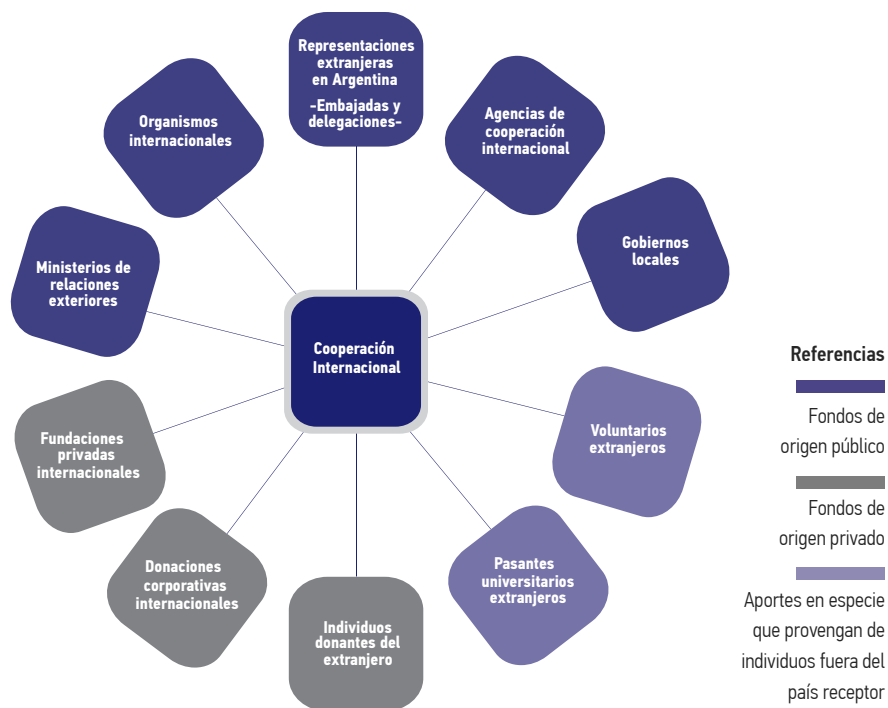 Representaciones
extranjeras
en Argentina
-Embajadas y
delegaciones-
Agencias de
cooperación
internacional
Gobiernos
locales
Voluntarios
extranjeros
Pasantes
universitarios
extranjeros
Individuos
donantes del
extranjero
Donaciones
corporativas
internacionales
Fundaciones
privadas
internacionales
Ministerios de
relaciones
exteriores
Organismos
internacionales
Cooperación
Internacional
Referencias
Fondos de
origen público
Fondos de
origen privado
Aportes en especie
que provengan de
individuos fuera del
país receptor